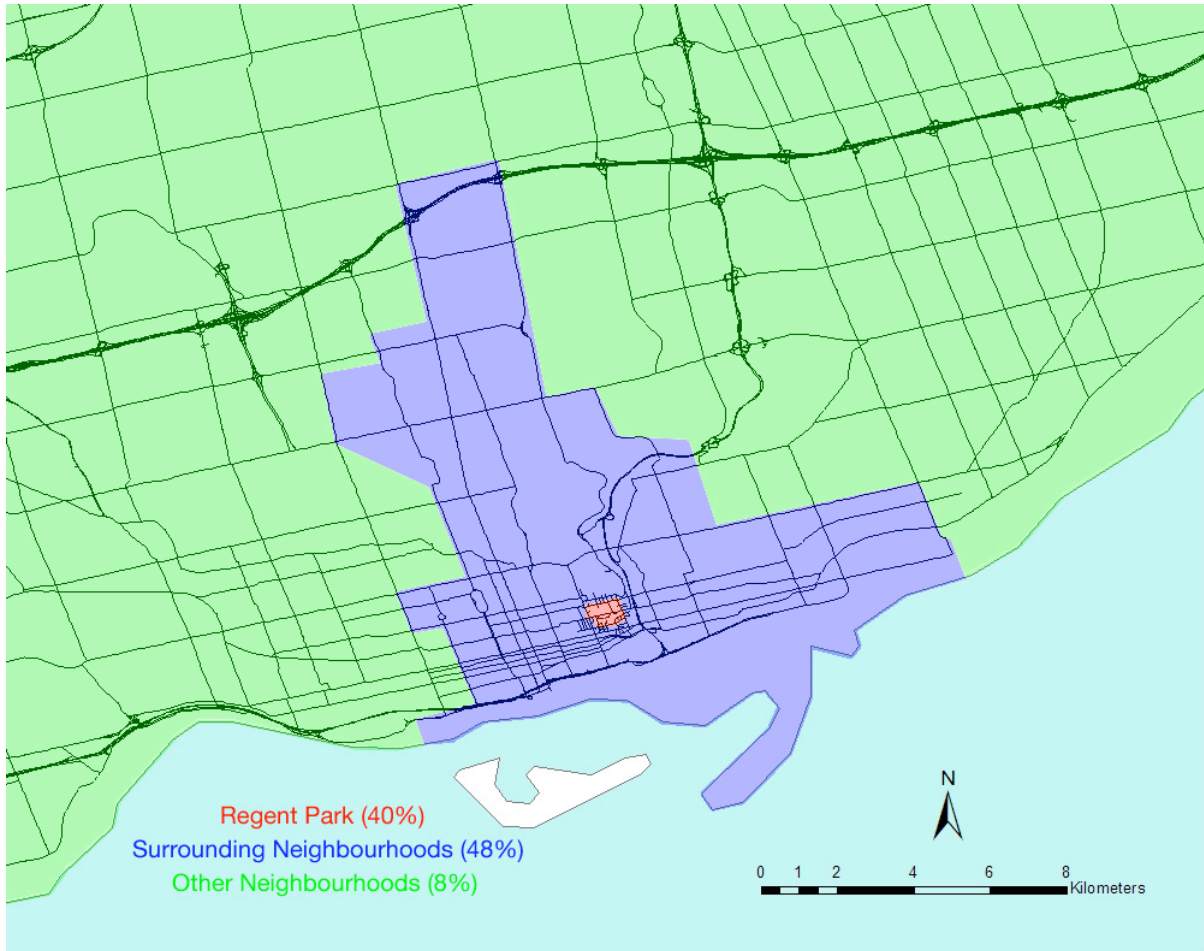 Regent Park (40%)
Surrounding Neighbourhoods (48%)
Other Neighbourhoods (8%)
N
0 1 2 4 6 8
Kilometers